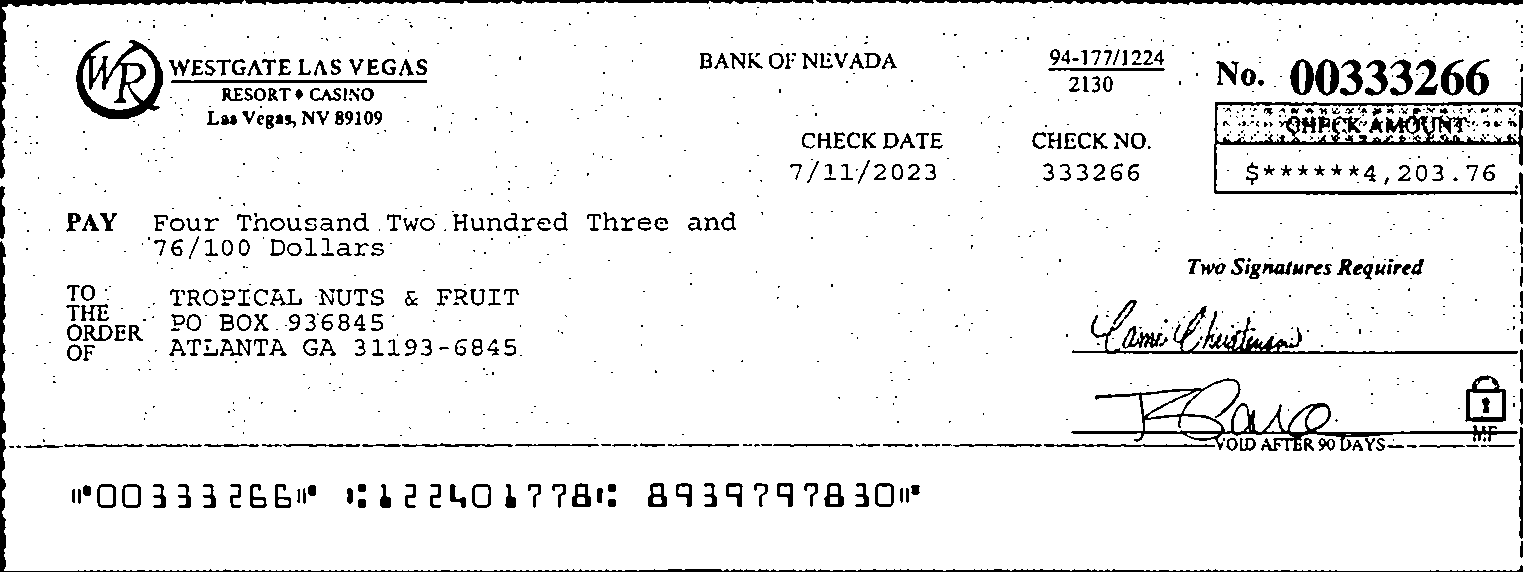 WR WESTGATE LAS VEGAS
RESORT ♦ CASINO
Las Vegas, NV 89109
BANK OF NEVADA
94-177/1224
2130
No. 00333266
CHECK AMOUNT
$******4,203.76
CHECK DATE
7/11/2023
CHECK NO.
333266
PAY Four Thousand Two Hundred Three and
76/100 Dollars
Two Signatures Required
TO THE ORDER OF
TROPICAL NUTS & FRUIT
PO BOX 936845
ATLANTA GA 31193-6845
Cami Christenson
VOID AFTER 90 DAYS
MP
⑈00333266⑈ ⑆122401778⑆ 8939797830⑈